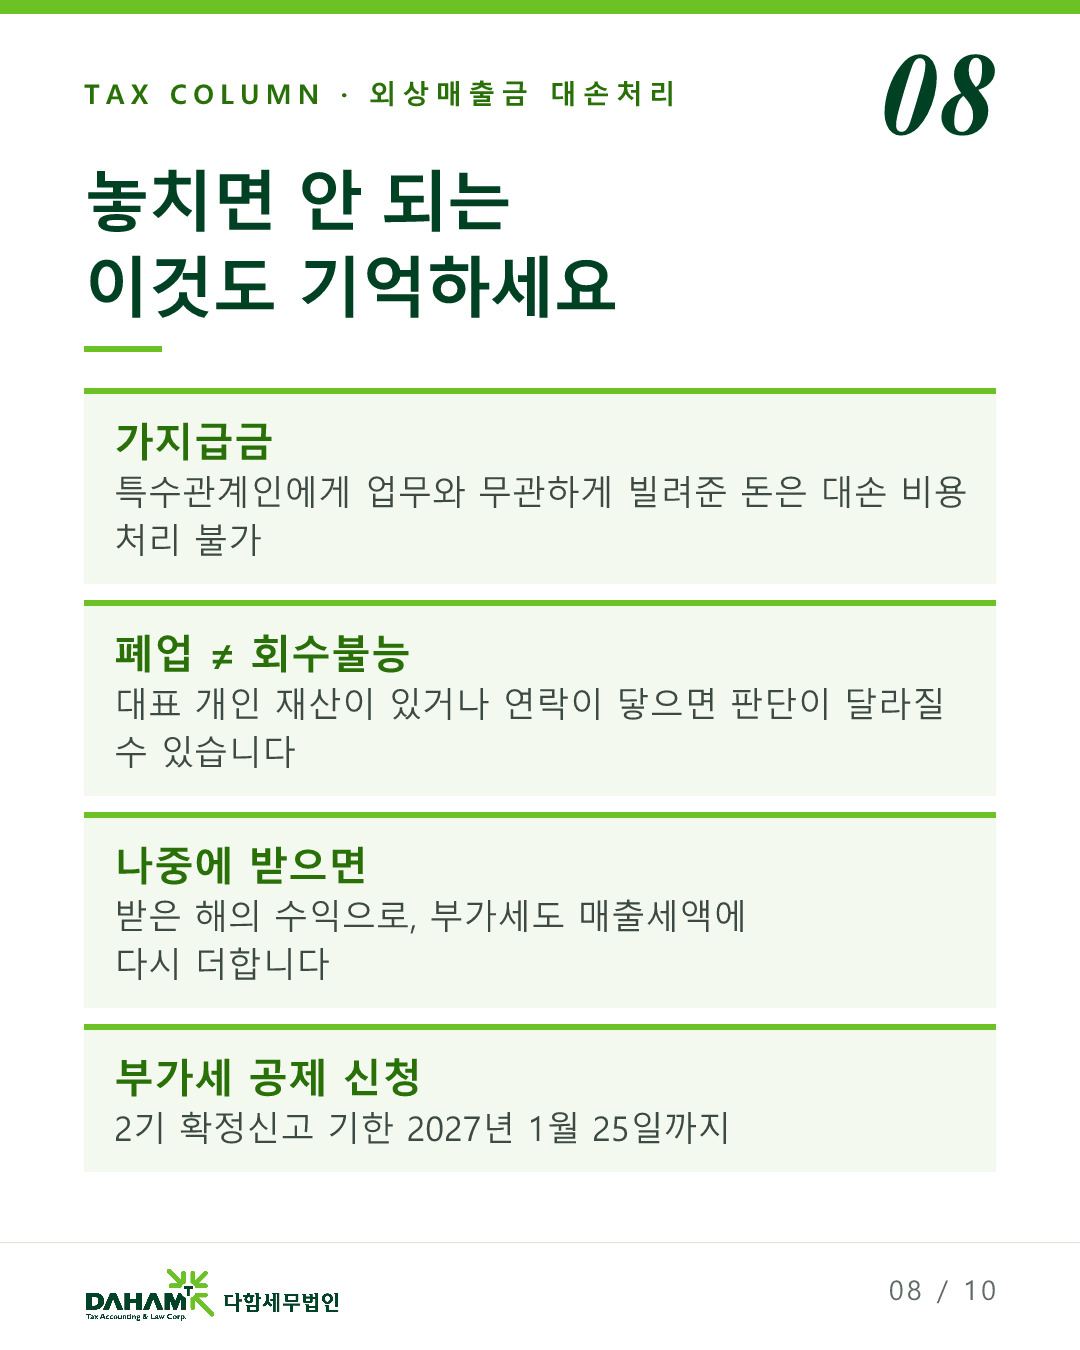 TAX COLUMN · 외상매출금 대손처리
08
놓치면 안 되는
이것도 기억하세요
가지급금
특수관계인에게 업무와 무관하게 빌려준 돈은 대손 비용
처리 불가
폐업 ≠ 회수불능
대표 개인 재산이 있거나 연락이 닿으면 판단이 달라질
수 있습니다
나중에 받으면
받은 해의 수익으로, 부가세도 매출세액에
다시 더합니다
부가세 공제 신청
2기 확정신고 기한 2027년 1월 25일까지
DAHAM T 다함세무법인
Tax Accounting & Law Corp.
08 / 10